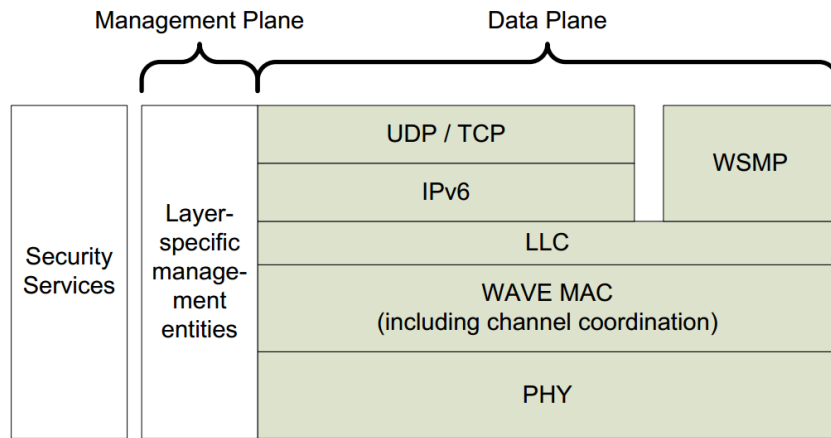 Management Plane
Data Plane
Security
Services
Layer-
specific
manage-
ment
entities
UDP / TCP
IPv6
WSMP
LLC
WAVE MAC
(including channel coordination)
PHY